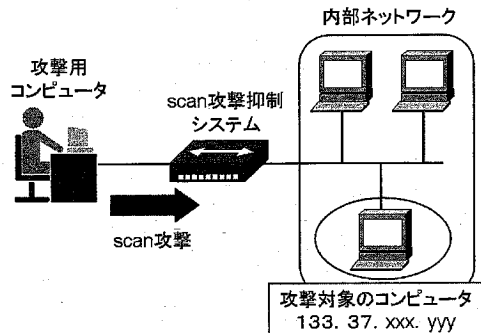 内部ネットワーク
攻撃用
コンピュータ
scan攻撃抑制
システム
scan攻撃
攻撃対象のコンピュータ
133. 37. xxx. yyy